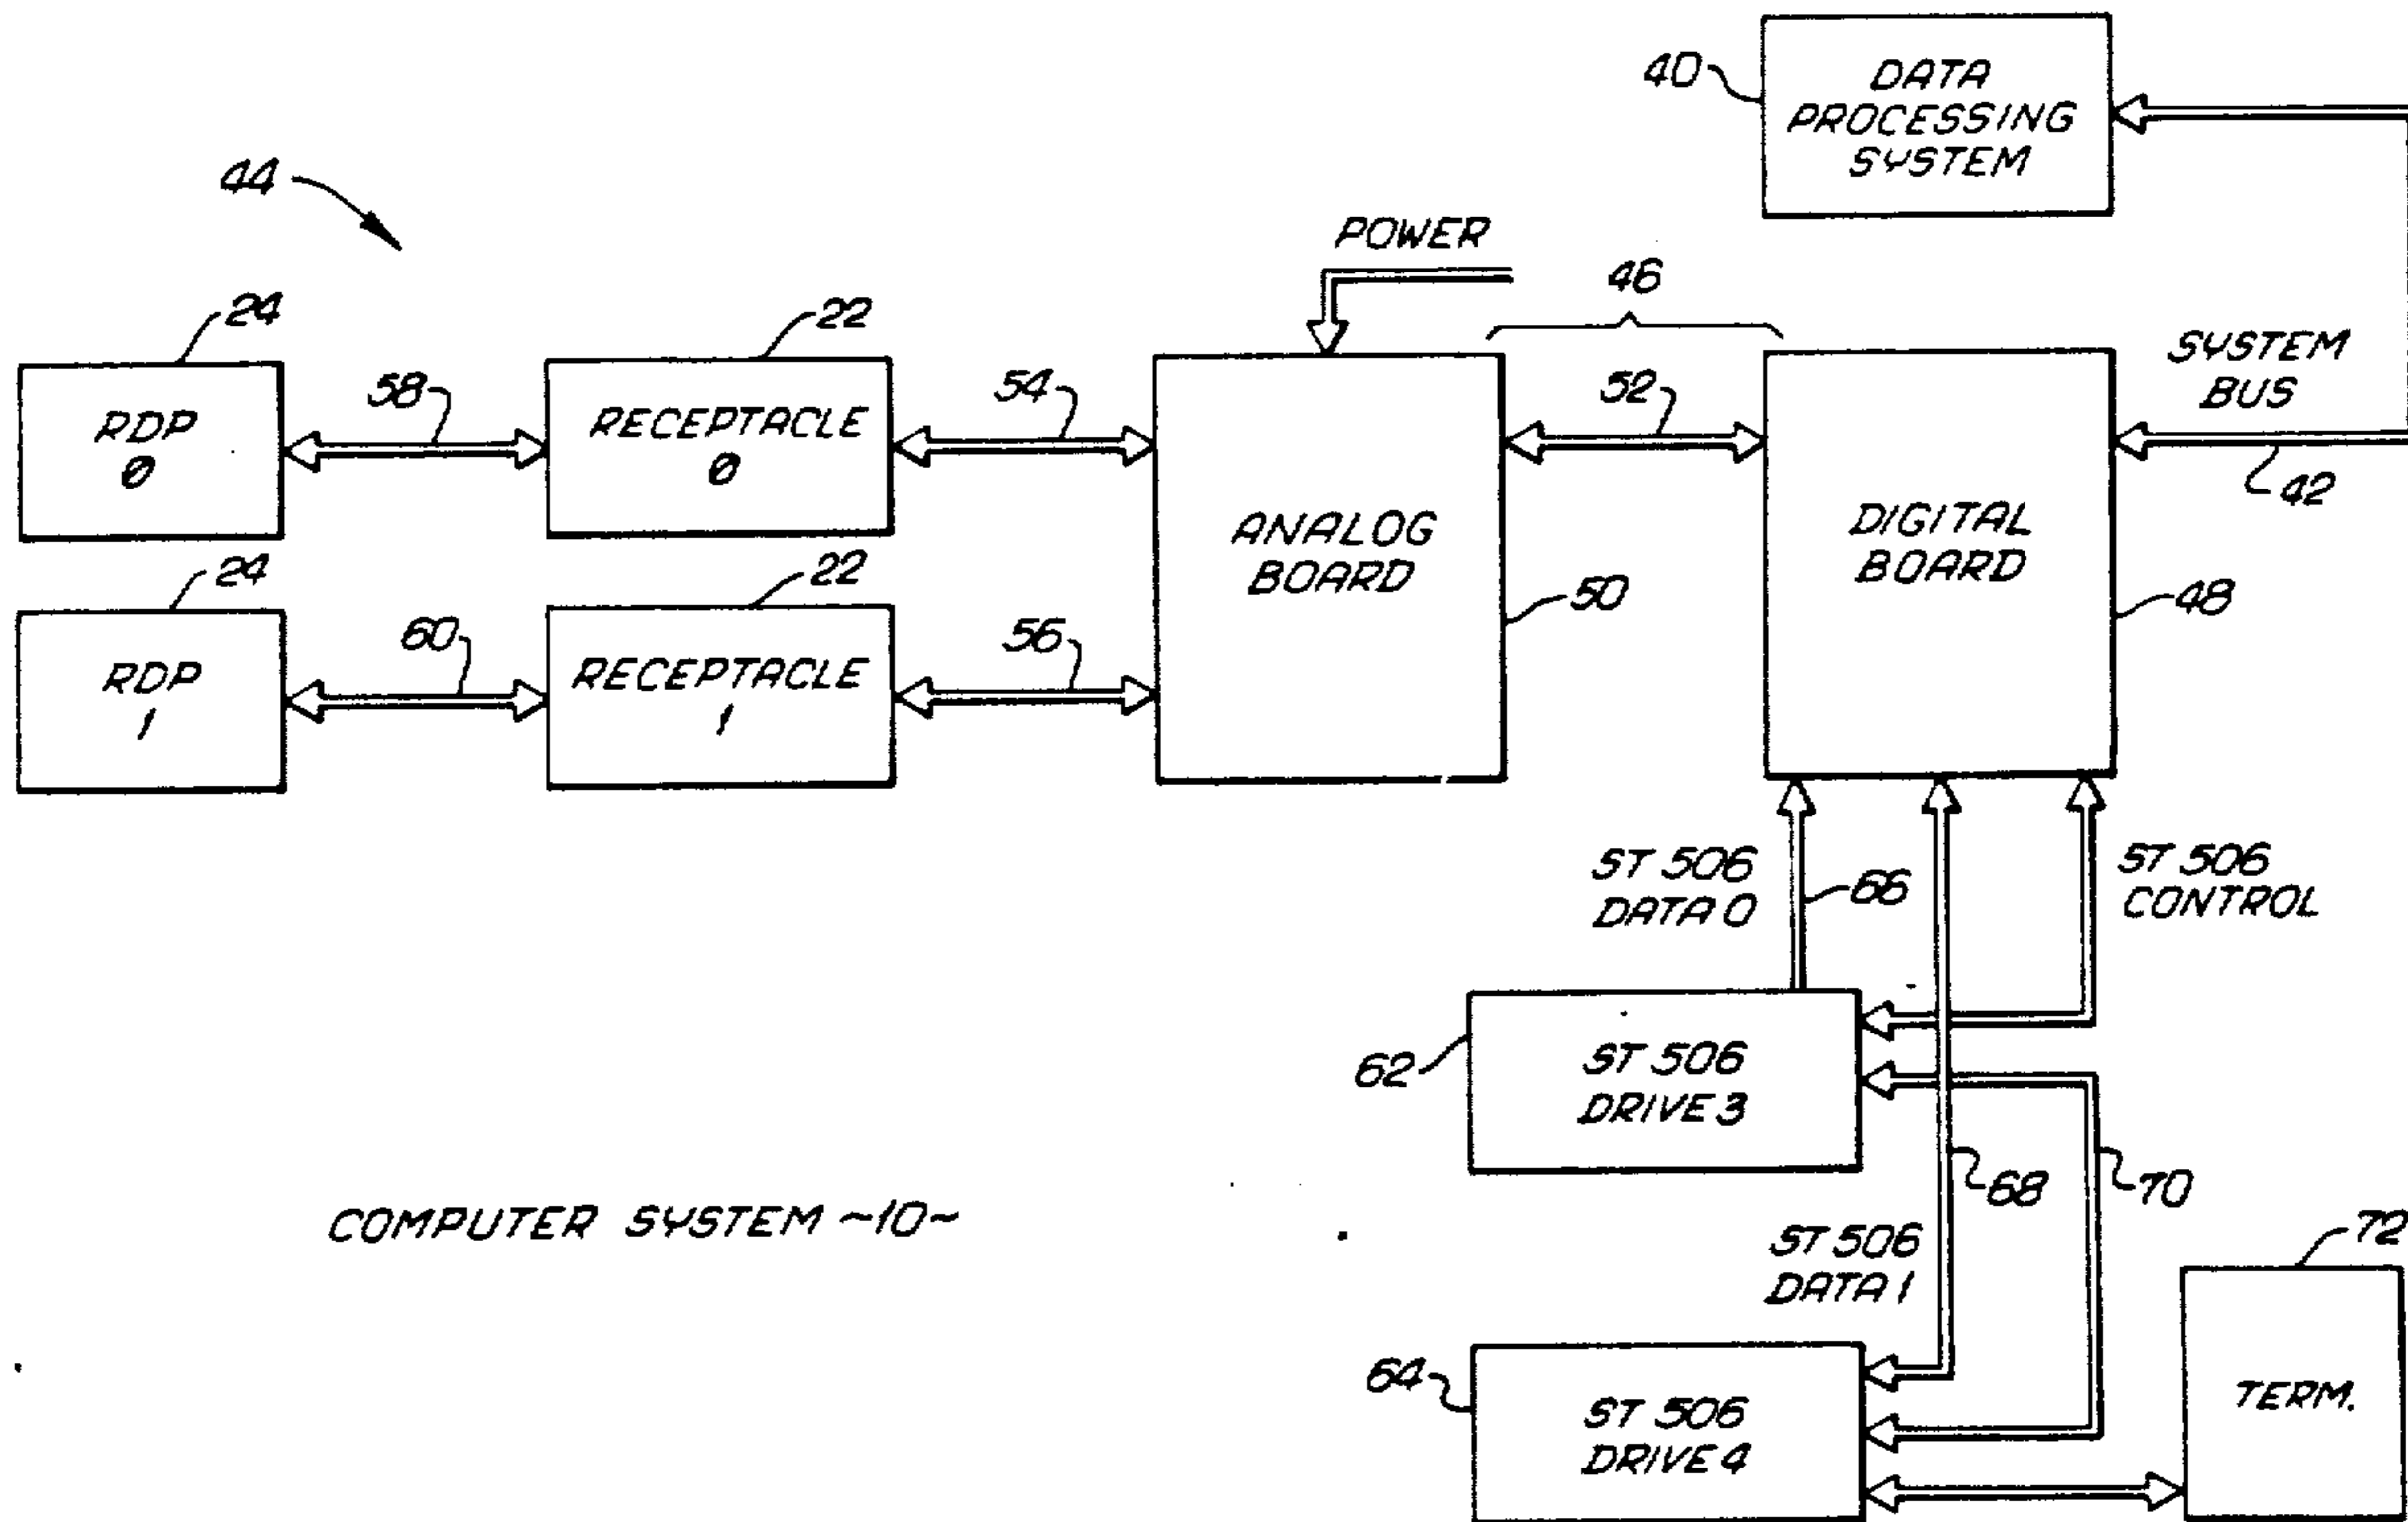 40
DATA
PROCESSING
SYSTEM
44
POWER
46
24
22
SYSTEM
BUS
58
54
52
RDP
0
RECEPTACLE
0
42
ANALOG
BOARD
DIGITAL
BOARD
24
22
50
48
60
56
RDP
1
RECEPTACLE
1
ST 506
DATA 0
66
ST 506
CONTROL
62
ST 506
DRIVE 3
68
70
COMPUTER SYSTEM ~10~
ST 506
DATA 1
72
64
ST 506
DRIVE 4
TERM.